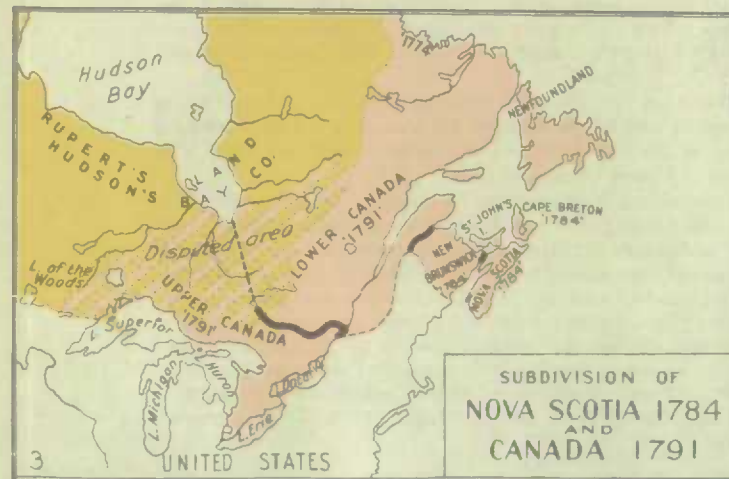 Hudson
Bay
177
NEWFOUNDLAND
RUPERT'S LAND
HUDSON'S BAY CO.
ST JOHN'S
I.
CAPE BRETON
'1784'
LOWER CANADA
'1791'
Disputed area
NEW
BRUNSWICK
'1784'
NOVA SCOTIA
'1784'
L. of the
Woods
UPPER CANADA
'1791'
L. Superior
L. Huron
L. Michigan
L. Ontario
L. Erie
3
UNITED STATES
SUBDIVISION OF
NOVA SCOTIA 1784
AND
CANADA 1791